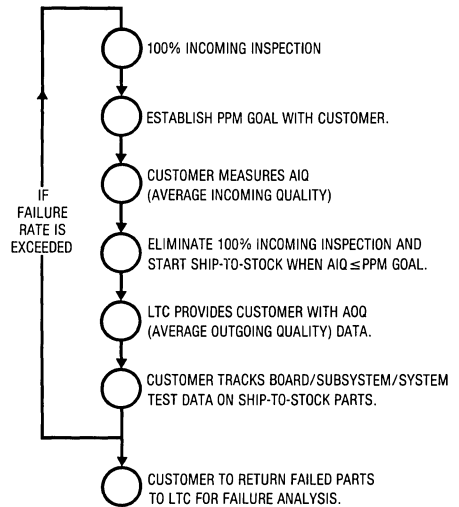 100% INCOMING INSPECTION
ESTABLISH PPM GOAL WITH CUSTOMER.
CUSTOMER MEASURES AIQ
(AVERAGE INCOMING QUALITY)
IF
FAILURE
RATE IS
EXCEEDED
ELIMINATE 100% INCOMING INSPECTION AND
START SHIP-TO-STOCK WHEN AIQ≤PPM GOAL.
LTC PROVIDES CUSTOMER WITH AOQ
(AVERAGE OUTGOING QUALITY) DATA.
CUSTOMER TRACKS BOARD/SUBSYSTEM/SYSTEM
TEST DATA ON SHIP-TO-STOCK PARTS.
CUSTOMER TO RETURN FAILED PARTS
TO LTC FOR FAILURE ANALYSIS.